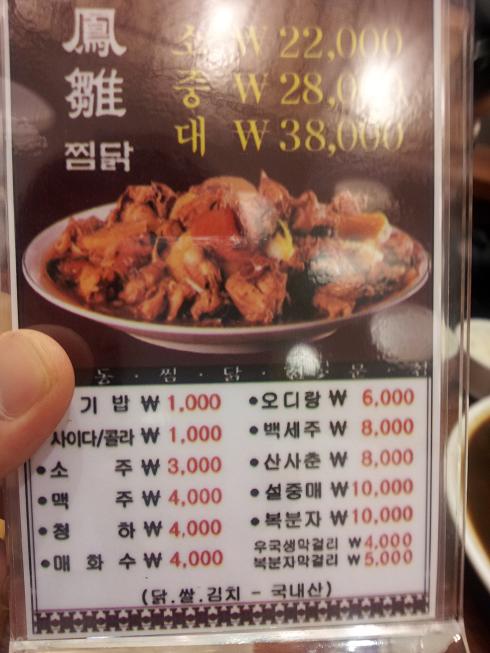 鳳雛
찜닭
소 ₩ 22,000
중 ₩ 28,000
대 ₩ 38,000
동 · 찜 · 닭
기 밥 ₩ 1,000
사이다/콜라 ₩ 1,000
• 소 주 ₩ 3,000
• 맥 주 ₩ 4,000
• 청 하 ₩ 4,000
• 매 화 수 ₩ 4,000
• 오디랑 ₩ 6,000
• 백세주 ₩ 8,000
• 산사춘 ₩ 8,000
• 설중매 ₩10,000
• 복분자 ₩10,000
우국생막걸리 ₩4,000
복분자막걸리 ₩5,000
(닭.쌀.김치 - 국내산)